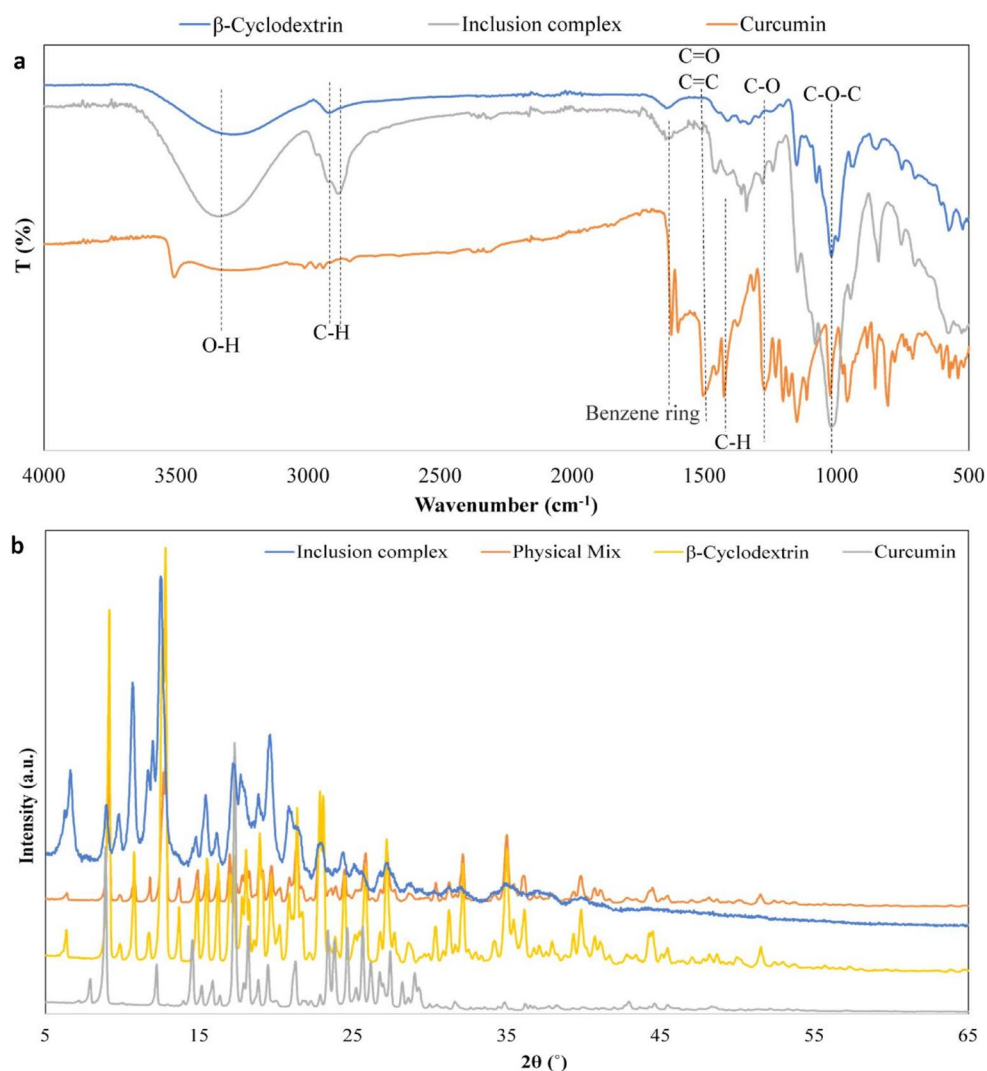 β-Cyclodextrin Inclusion complex Curcumin
a
C=O
C=C C-O C-O-C
T (%)
O-H C-H
Benzene ring
C-H
4000 3500 3000 2500 2000 1500 1000 500
Wavenumber (cm⁻¹)
b
Inclusion complex Physical Mix β-Cyclodextrin Curcumin
Intensity (a.u.)
5 15 25 35 45 55 65
2θ (°)